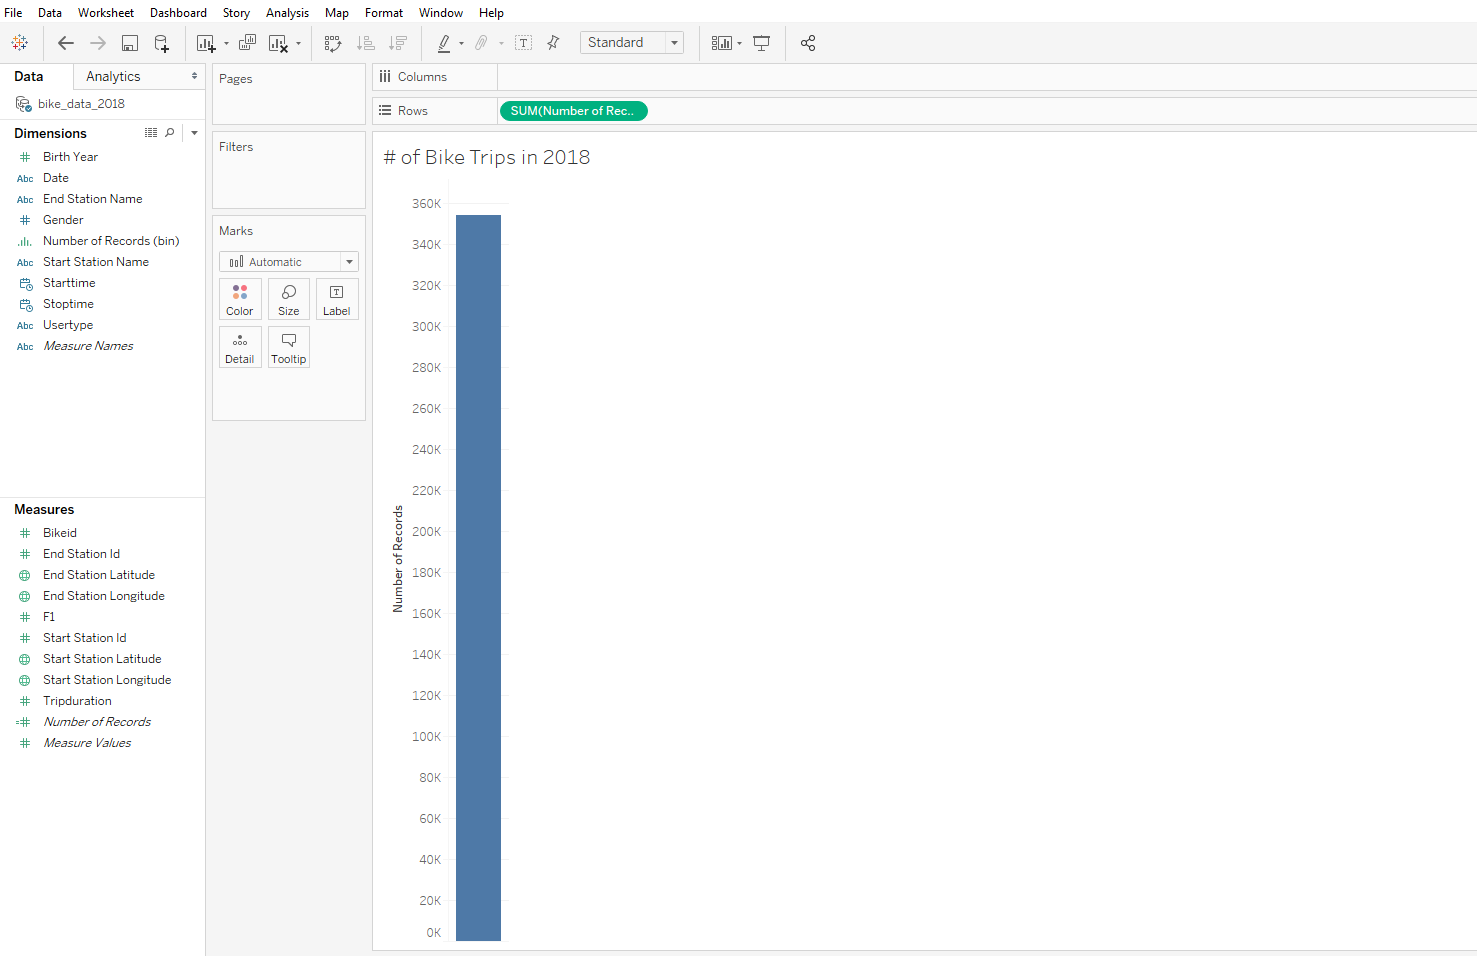 File Data Worksheet Dashboard Story Analysis Map Format Window Help
Standard
Data Analytics
bike_data_2018
Dimensions
Birth Year
Abc Date
Abc End Station Name
Gender
Number of Records (bin)
Abc Start Station Name
Starttime
Stoptime
Abc Usertype
Abc Measure Names
Measures
Bikeid
End Station Id
End Station Latitude
End Station Longitude
F1
Start Station Id
Start Station Latitude
Start Station Longitude
Tripduration
Number of Records
Measure Values
Pages
Filters
Marks
Automatic
Color Size Label
Detail Tooltip
Columns
Rows SUM(Number of Rec..
# of Bike Trips in 2018
Number of Records
360K
340K
320K
300K
280K
260K
240K
220K
200K
180K
160K
140K
120K
100K
80K
60K
40K
20K
0K